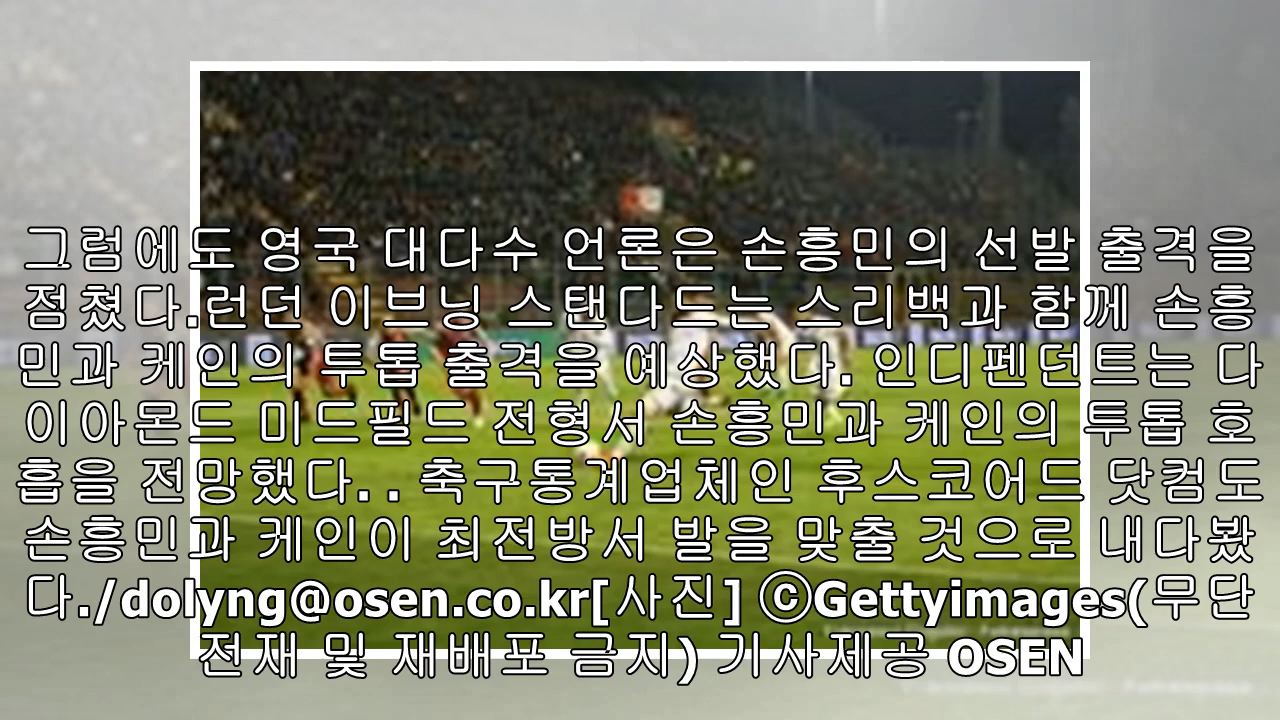 그럼에도 영국 대다수 언론은 손흥민의 선발 출격을
점쳤다.런던 이브닝 스탠다드는 스리백과 함께 손흥
민과 케인의 투톱 출격을 예상했다. 인디펜던트는 다
이아몬드 미드필드 전형서 손흥민과 케인의 투톱 호
흡을 전망했다. . 축구통계업체인 후스코어드 닷컴도
손흥민과 케인이 최전방서 발을 맞출 것으로 내다봤
다./dolyng@osen.co.kr[사진] ⓒGettyimages(무단
전재 및 재배포 금지) 기사제공 OSEN